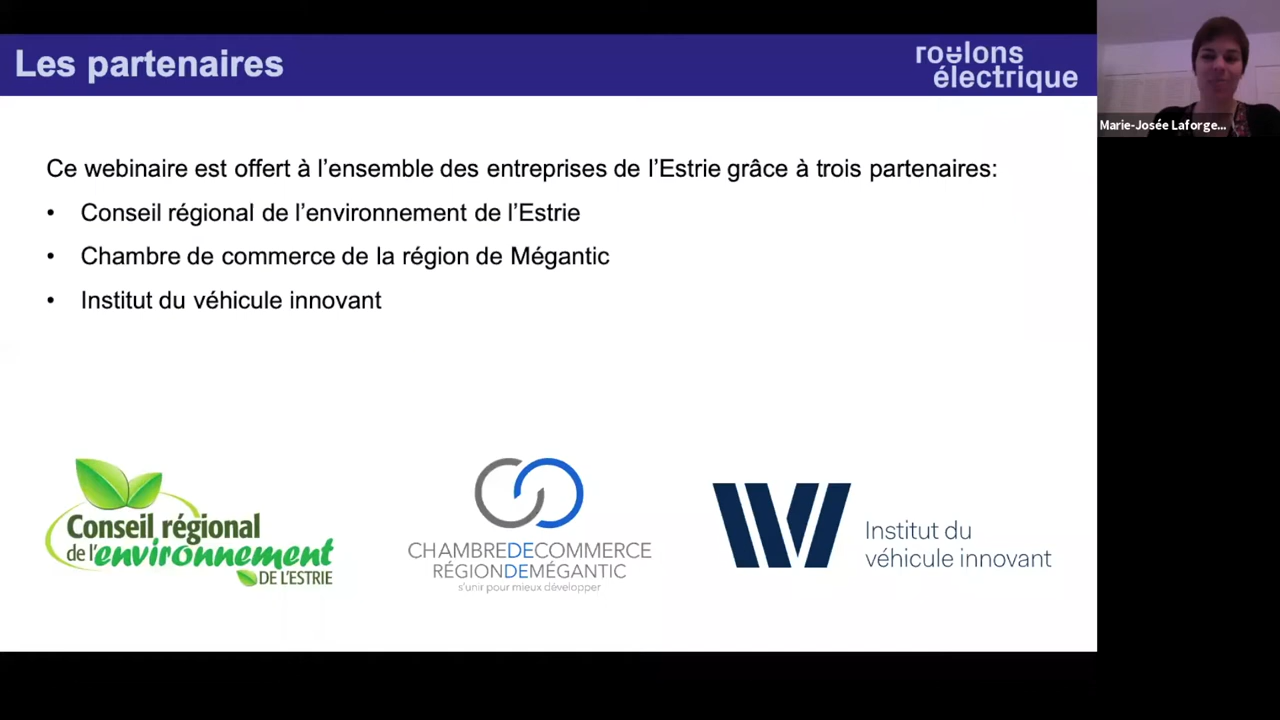 Les partenaires
roulons
électrique
Marie-Josée Laforge...
Ce webinaire est offert à l’ensemble des entreprises de l’Estrie grâce à trois partenaires:
• Conseil régional de l’environnement de l’Estrie
• Chambre de commerce de la région de Mégantic
• Institut du véhicule innovant
Conseil régional
de l'environnement
DE L'ESTRIE
CHAMBREDECOMMERCE
RÉGIONDEMÉGANTIC
s'unir pour mieux développer
IVI
Institut du
véhicule innovant